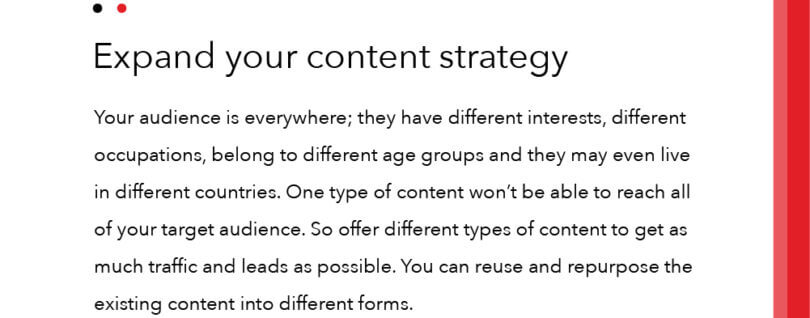 Expand your content strategy
Your audience is everywhere; they have different interests, different
occupations, belong to different age groups and they may even live
in different countries. One type of content won’t be able to reach all
of your target audience. So offer different types of content to get as
much traffic and leads as possible. You can reuse and repurpose the
existing content into different forms.